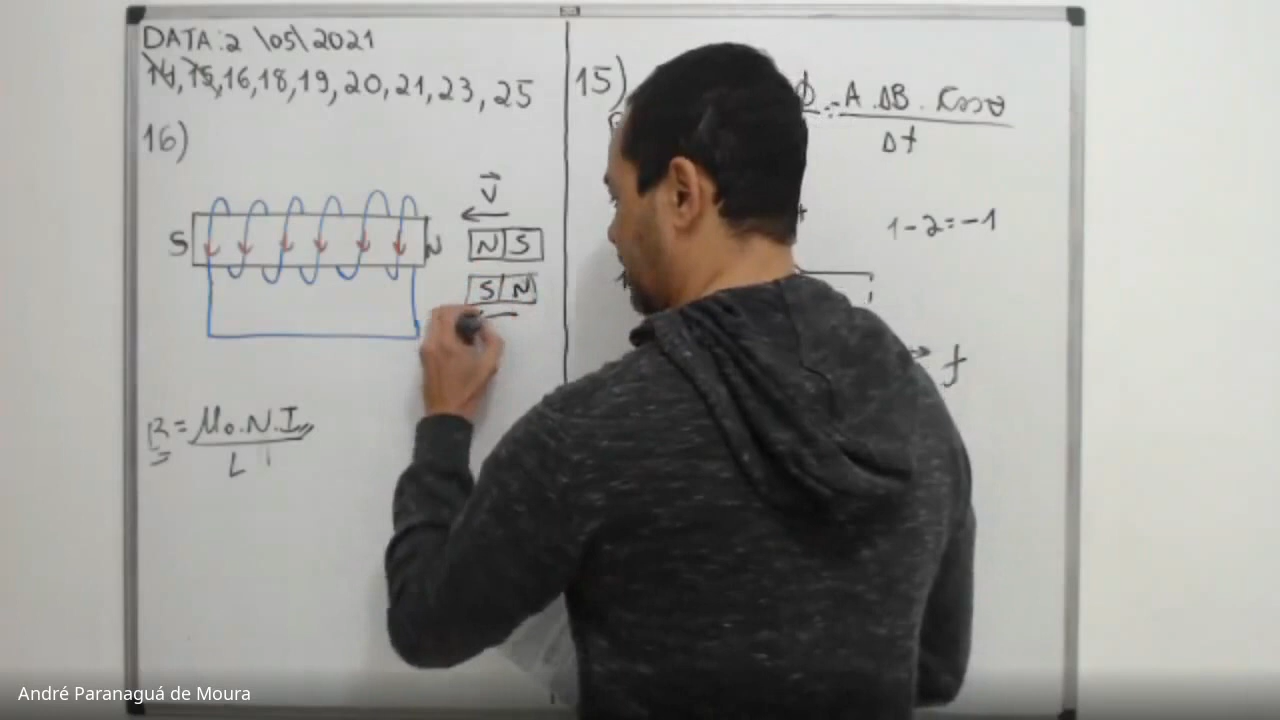 DATA: 2 \05\ 2021
14, 15, 16, 18, 19, 20, 21, 23, 25
16)
S N
V
N S
S N
B = μ0.N.I
L
15)
ϕ = A . ΔB . cosθ
Δt
1-2=-1
f
André Paranaguá de Moura